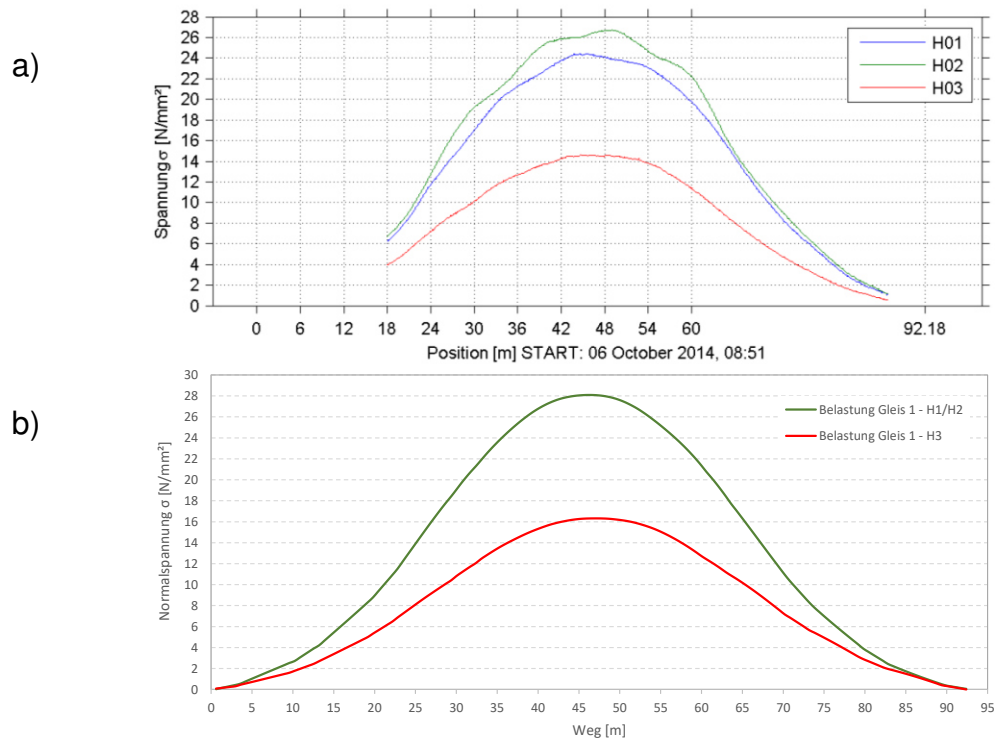 a)
28
26
24
22
20
18
16
14
12
10
8
6
4
2
0
Spannung σ [N/mm²]
H01
H02
H03
0 6 12 18 24 30 36 42 48 54 60 92.18
Position [m] START: 06 October 2014, 08:51
b)
30
28
26
24
22
20
18
16
14
12
10
8
6
4
2
0
Normalspannung σ [N/mm²]
Belastung Gleis 1 - H1/H2
Belastung Gleis 1 - H3
0 5 10 15 20 25 30 35 40 45 50 55 60 65 70 75 80 85 90 95
Weg [m]